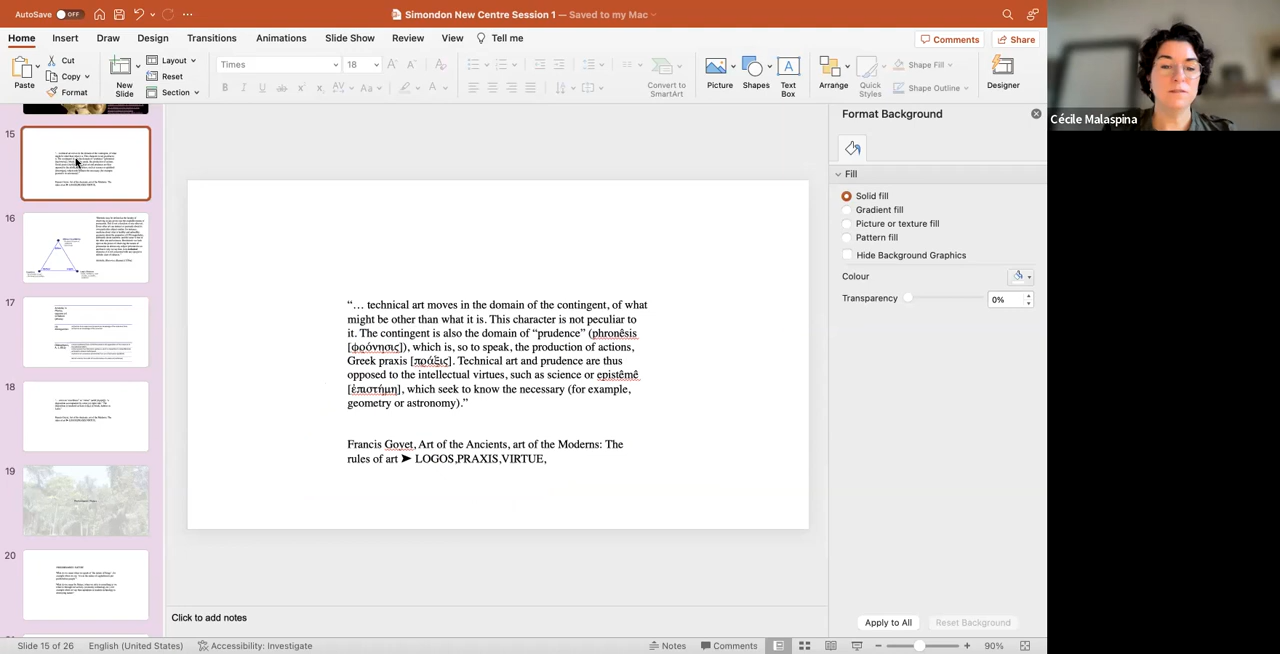 AutoSave OFF
Simondon New Centre Session 1 — Saved to my Mac
Home Insert Draw Design Transitions Animations Slide Show Review View Tell me
Comments Share
Paste
Cut
Copy
Format
New Slide
Layout
Reset
Section
Times 18
Convert to SmartArt
Picture
Shapes
Text Box
Arrange
Quick Styles
Shape Fill
Shape Outline
Designer
Cécile Malaspina
15
16
17
18
19
20
“… technical art moves in the domain of the contingent, of what
might be other than what it is. This character is not peculiar to
it. The contingent is also the domain of “prudence” (phronêsis
[φρόνησις]), which is, so to speak, the production of actions,
Greek praxis [πρᾶξις]. Technical art and prudence are thus
opposed to the intellectual virtues, such as science or epistêmê
[ἐπιστήμη], which seek to know the necessary (for example,
geometry or astronomy).”
Francis Goyet, Art of the Ancients, art of the Moderns: The
rules of art ➤ LOGOS,PRAXIS,VIRTUE,
Format Background
Fill
Solid fill
Gradient fill
Picture or texture fill
Pattern fill
Hide Background Graphics
Colour
Transparency 0%
Apply to All Reset Background
Click to add notes
Slide 15 of 26 English (United States) Accessibility: Investigate Notes Comments 90%